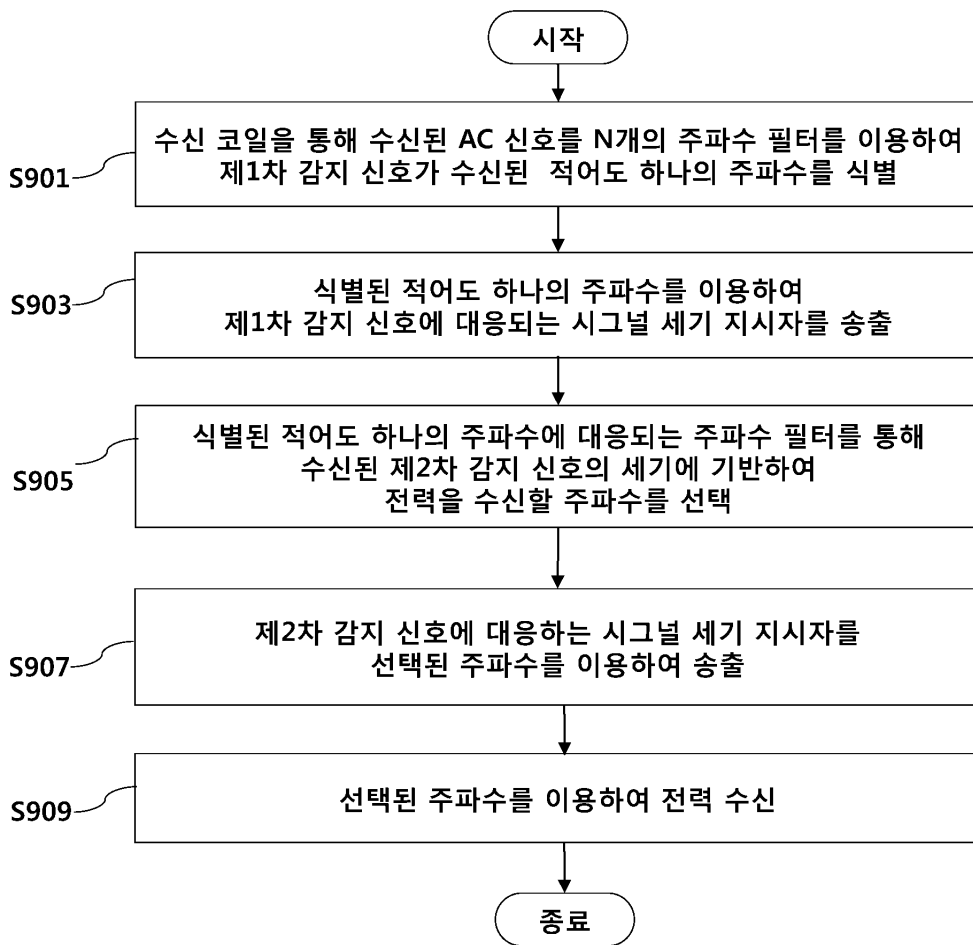 시작
S901
수신 코일을 통해 수신된 AC 신호를 N개의 주파수 필터를 이용하여
제1차 감지 신호가 수신된 적어도 하나의 주파수를 식별
S903
식별된 적어도 하나의 주파수를 이용하여
제1차 감지 신호에 대응되는 시그널 세기 지시자를 송출
S905
식별된 적어도 하나의 주파수에 대응되는 주파수 필터를 통해
수신된 제2차 감지 신호의 세기에 기반하여
전력을 수신할 주파수를 선택
S907
제2차 감지 신호에 대응하는 시그널 세기 지시자를
선택된 주파수를 이용하여 송출
S909
선택된 주파수를 이용하여 전력 수신
종료